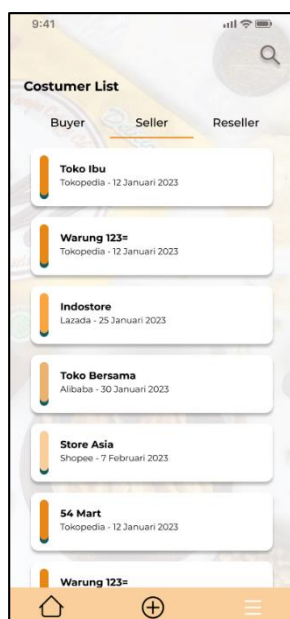 9:41
Costumer List
Buyer Seller Reseller
Toko Ibu
Tokopedia - 12 Januari 2023
Warung 123=
Tokopedia - 12 Januari 2023
Indostore
Lazada - 25 Januari 2023
Toko Bersama
Alibaba - 30 Januari 2023
Store Asia
Shopee - 7 Februari 2023
54 Mart
Tokopedia - 12 Januari 2023
Warung 123=